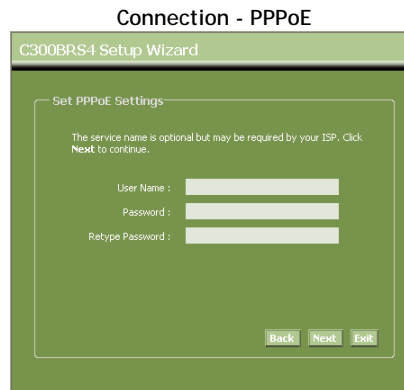 Connection - PPPoE
C300BRS4 Setup Wizard
Set PPPoE Settings
The service name is optional but may be required by your ISP. Click
Next to continue.
User Name :
Password :
Retype Password :
Back Next Exit